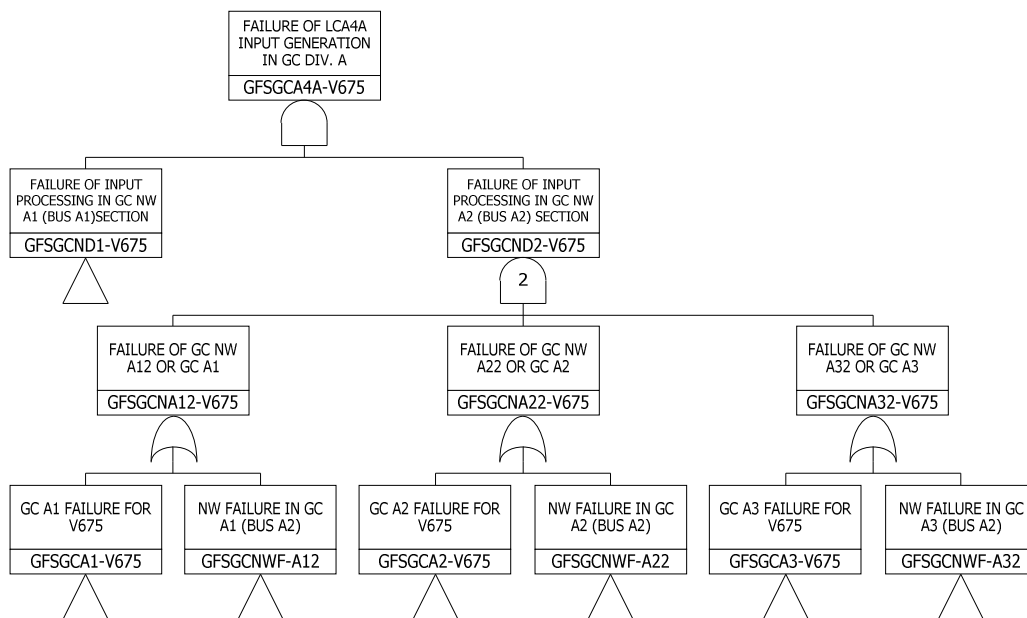 FAILURE OF LCA4A
INPUT GENERATION
IN GC DIV. A
GFSGCA4A-V675
FAILURE OF INPUT
PROCESSING IN GC NW
A1 (BUS A1)SECTION
GFSGCND1-V675
FAILURE OF INPUT
PROCESSING IN GC NW
A2 (BUS A2) SECTION
GFSGCND2-V675
2
FAILURE OF GC NW
A12 OR GC A1
GFSGCNA12-V675
FAILURE OF GC NW
A22 OR GC A2
GFSGCNA22-V675
FAILURE OF GC NW
A32 OR GC A3
GFSGCNA32-V675
GC A1 FAILURE FOR
V675
GFSGCA1-V675
NW FAILURE IN GC
A1 (BUS A2)
GFSGCNWF-A12
GC A2 FAILURE FOR
V675
GFSGCA2-V675
NW FAILURE IN GC
A2 (BUS A2)
GFSGCNWF-A22
GC A3 FAILURE FOR
V675
GFSGCA3-V675
NW FAILURE IN GC
A3 (BUS A2)
GFSGCNWF-A32